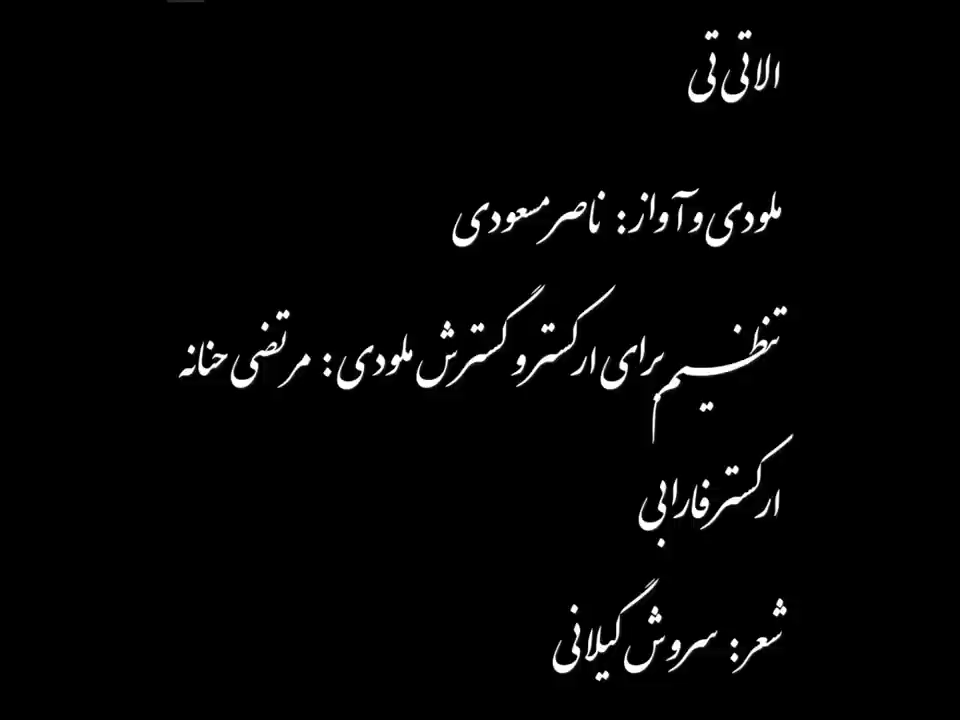 الاتی تی
ملودی و آواز: ناصر مسعودی
تنظیم برای ارکستر و گسترش ملودی: مرتضی حنانه
ارکستر فارابی
شعر: سروش گیلانی